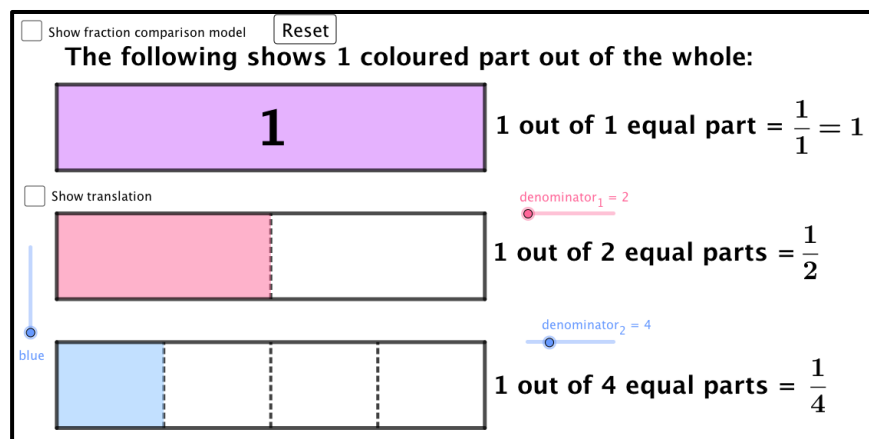 Show fraction comparison model
Reset
The following shows 1 coloured part out of the whole:
1
1 out of 1 equal part = 1/1 = 1
Show translation
denominator₁ = 2
1 out of 2 equal parts = 1/2
blue
denominator₂ = 4
1 out of 4 equal parts = 1/4